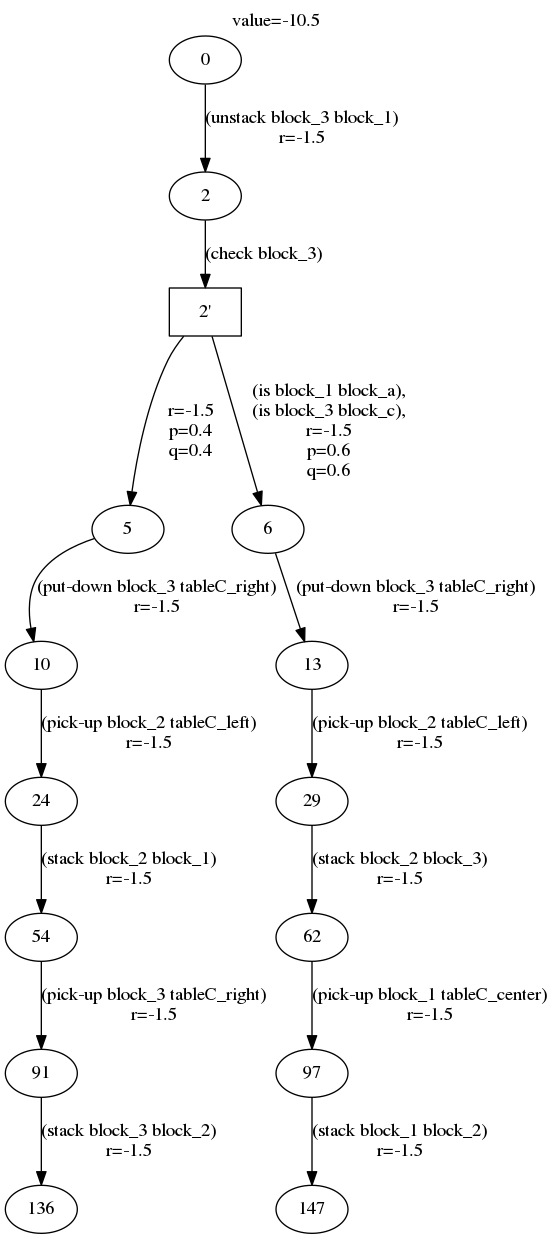 value=-10.5
0
(unstack block_3 block_1)
r=-1.5
2
(check block_3)
2'
r=-1.5
p=0.4
q=0.4
(is block_1 block_a),
(is block_3 block_c),
r=-1.5
p=0.6
q=0.6
5
6
(put-down block_3 tableC_right)
r=-1.5
(put-down block_3 tableC_right)
r=-1.5
10
13
(pick-up block_2 tableC_left)
r=-1.5
(pick-up block_2 tableC_left)
r=-1.5
24
29
(stack block_2 block_1)
r=-1.5
(stack block_2 block_3)
r=-1.5
54
62
(pick-up block_3 tableC_right)
r=-1.5
(pick-up block_1 tableC_center)
r=-1.5
91
97
(stack block_3 block_2)
r=-1.5
(stack block_1 block_2)
r=-1.5
136
147